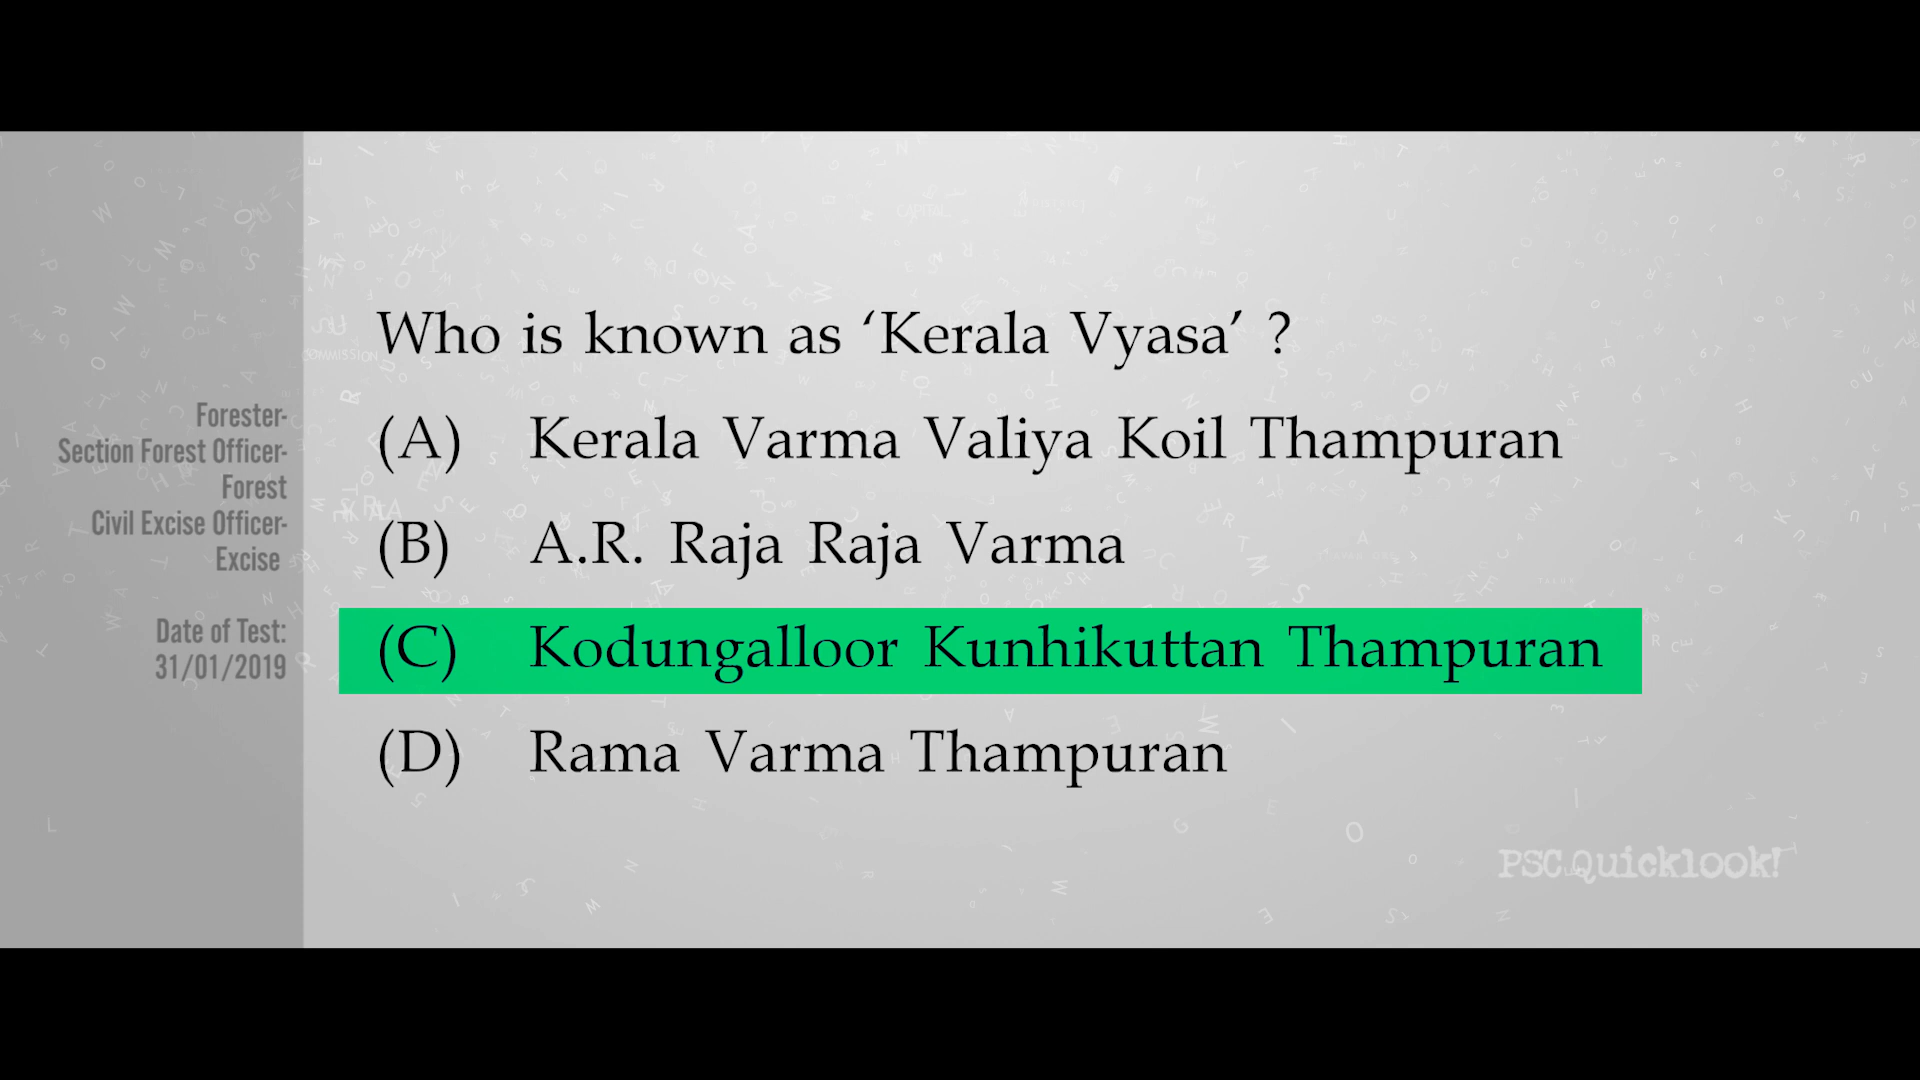 Who is known as ‘Kerala Vyasa’ ?
(A) Kerala Varma Valiya Koil Thampuran
(B) A.R. Raja Raja Varma
(C) Kodungalloor Kunhikuttan Thampuran
(D) Rama Varma Thampuran
Forester-
Section Forest Officer-
Forest
Civil Excise Officer-
Excise
Date of Test:
31/01/2019
PSC Quicklook!